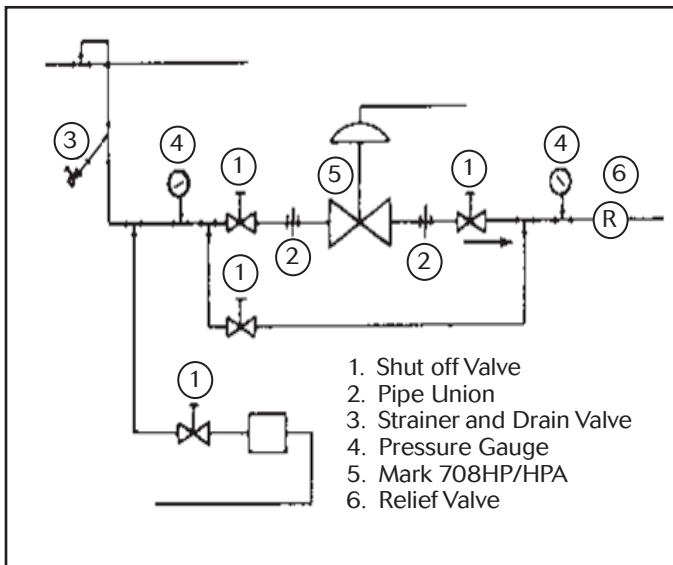 3
4
1
5
1
4
6
R
2
2
1
1
1. Shut off Valve
2. Pipe Union
3. Strainer and Drain Valve
4. Pressure Gauge
5. Mark 708HP/HPA
6. Relief Valve